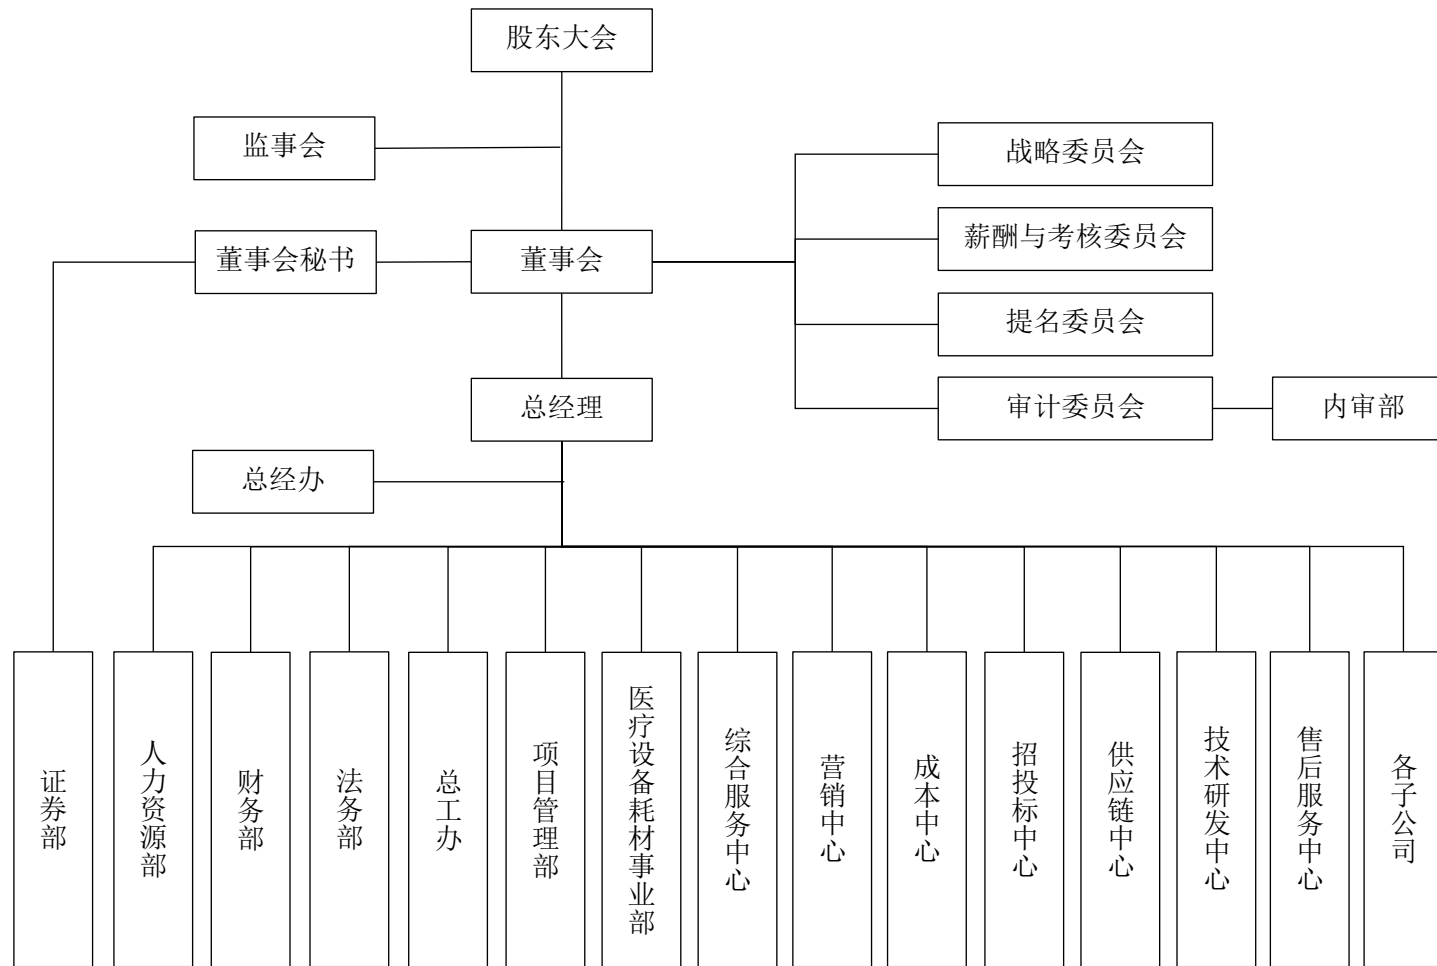 股东大会
监事会
战略委员会
薪酬与考核委员会
董事会秘书
董事会
提名委员会
总经理
审计委员会
内审部
总经办
证券部
人力资源部
财务部
法务部
总工办
项目管理部
医疗设备耗材事业部
综合服务中心
营销中心
成本中心
招投标中心
供应链中心
技术研发中心
售后服务中心
各子公司